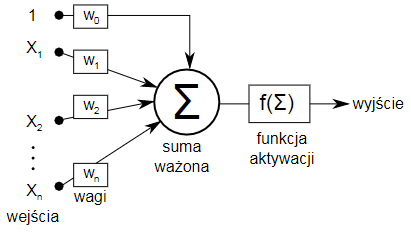 1
w₀
X₁
w₁
X₂
w₂
Σ
f(Σ)
wyjście
suma
ważona
funkcja
aktywacji
Xₙ
wₙ
wagi
wejścia